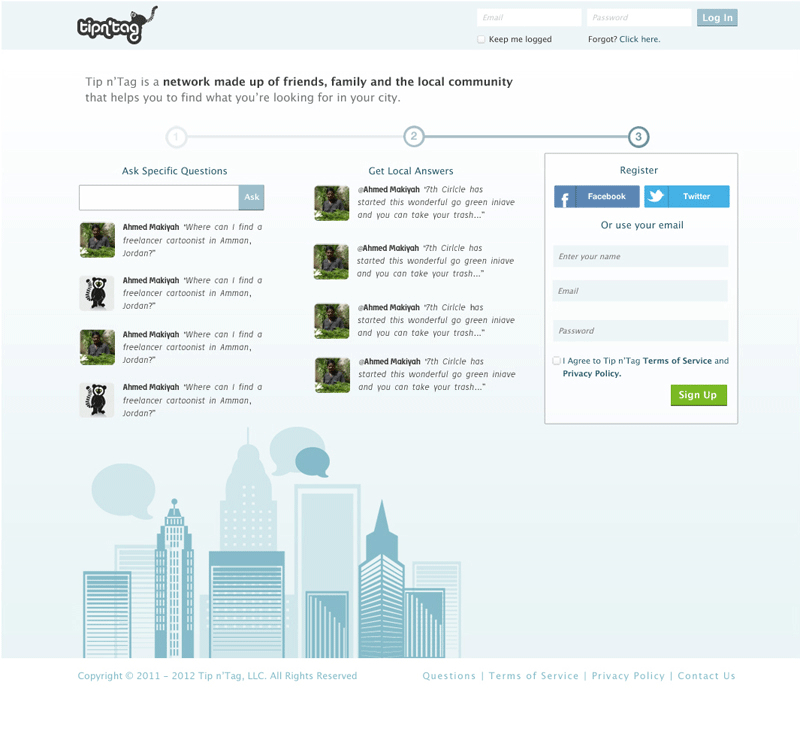 tipn'tag
Email
Password
Log In
Keep me logged
Forgot? Click here.
Tip n'Tag is a network made up of friends, family and the local community
that helps you to find what you're looking for in your city.
1
2
3
Ask Specific Questions
Ask
Ahmed Makiyah "Where can I find a
freelancer cartoonist in Amman,
Jordan?"
Ahmed Makiyah "Where can I find a
freelancer cartoonist in Amman,
Jordan?"
Ahmed Makiyah "Where can I find a
freelancer cartoonist in Amman,
Jordan?"
Ahmed Makiyah "Where can I find a
freelancer cartoonist in Amman,
Jordan?"
Get Local Answers
@Ahmed Makiyah "7th Cirlcle has
started this wonderful go green iniave
and you can take your trash..."
@Ahmed Makiyah "7th Cirlcle has
started this wonderful go green iniave
and you can take your trash..."
@Ahmed Makiyah "7th Cirlcle has
started this wonderful go green iniave
and you can take your trash..."
@Ahmed Makiyah "7th Cirlcle has
started this wonderful go green iniave
and you can take your trash..."
Register
Facebook
Twitter
Or use your email
Enter your name
Email
Password
I Agree to Tip n'Tag Terms of Service and
Privacy Policy.
Sign Up
Copyright © 2011 - 2012 Tip n'Tag, LLC. All Rights Reserved
Questions | Terms of Service | Privacy Policy | Contact Us